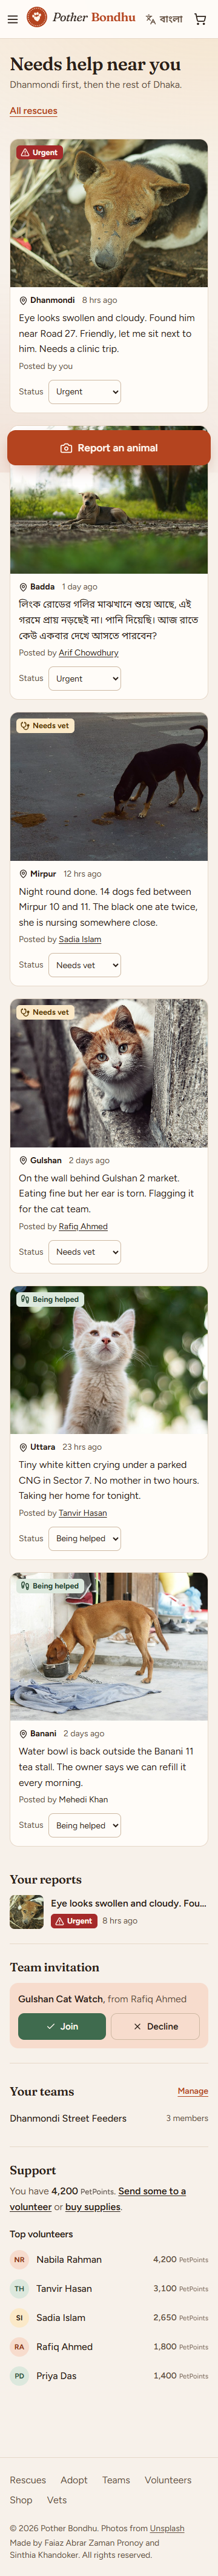 Pother Bondhu
বাংলা
Needs help near you
Dhanmondi first, then the rest of Dhaka.
All rescues
Urgent
Dhanmondi 8 hrs ago
Eye looks swollen and cloudy. Found him
near Road 27. Friendly, let me sit next to
him. Needs a clinic trip.
Posted by you
Status Urgent
Report an animal
Badda 1 day ago
লিংক রোডের গলির মাঝখানে শুয়ে আছে, এই
গরমে প্রায় নড়ছেই না। পানি দিয়েছি। আজ রাতে
কেউ একবার দেখে আসতে পারবেন?
Posted by Arif Chowdhury
Status Urgent
Needs vet
Mirpur 12 hrs ago
Night round done. 14 dogs fed between
Mirpur 10 and 11. The black one ate twice,
she is nursing somewhere close.
Posted by Sadia Islam
Status Needs vet
Needs vet
Gulshan 2 days ago
On the wall behind Gulshan 2 market.
Eating fine but her ear is torn. Flagging it
for the cat team.
Posted by Rafiq Ahmed
Status Needs vet
Being helped
Uttara 23 hrs ago
Tiny white kitten crying under a parked
CNG in Sector 7. No mother in two hours.
Taking her home for tonight.
Posted by Tanvir Hasan
Status Being helped
Being helped
Banani 2 days ago
Water bowl is back outside the Banani 11
tea stall. The owner says we can refill it
every morning.
Posted by Mehedi Khan
Status Being helped
Your reports
Eye looks swollen and cloudy. Fou...
Urgent 8 hrs ago
Team invitation
Gulshan Cat Watch, from Rafiq Ahmed
Join Decline
Your teams Manage
Dhanmondi Street Feeders 3 members
Support
You have 4,200 PetPoints. Send some to a
volunteer or buy supplies.
Top volunteers
NR Nabila Rahman 4,200 PetPoints
TH Tanvir Hasan 3,100 PetPoints
SI Sadia Islam 2,650 PetPoints
RA Rafiq Ahmed 1,800 PetPoints
PD Priya Das 1,400 PetPoints
Rescues Adopt Teams Volunteers
Shop Vets
© 2026 Pother Bondhu. Photos from Unsplash
Made by Faiaz Abrar Zaman Pronoy and
Sinthia Khandoker. All rights reserved.